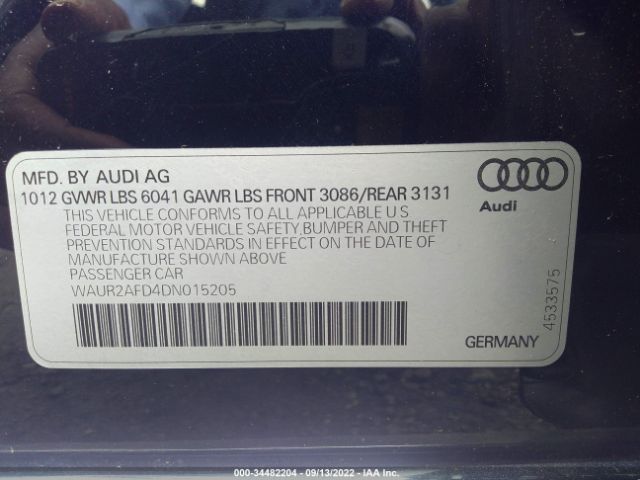 MFD. BY AUDI AG
1012 GVWR LBS 6041 GAWR LBS FRONT 3086/REAR 3131
THIS VEHICLE CONFORMS TO ALL APPLICABLE U S
FEDERAL MOTOR VEHICLE SAFETY,BUMPER AND THEFT
PREVENTION STANDARDS IN EFFECT ON THE DATE OF
MANUFACTURE SHOWN ABOVE
PASSENGER CAR
WAUR2AFD4DN015205
Audi
4533575
GERMANY
000-34482204 - 09/13/2022 - IAA Inc.